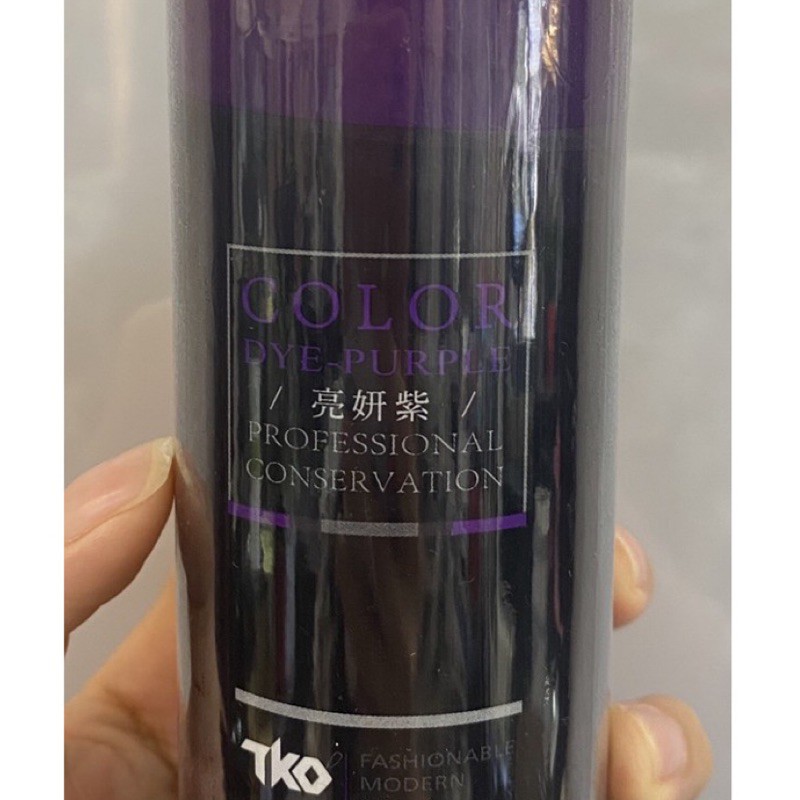 COLOR
DYE-PURPLE
/ 亮妍紫 /
PROFESSIONAL
CONSERVATION
TKO
FASHIONABLE
MODERN